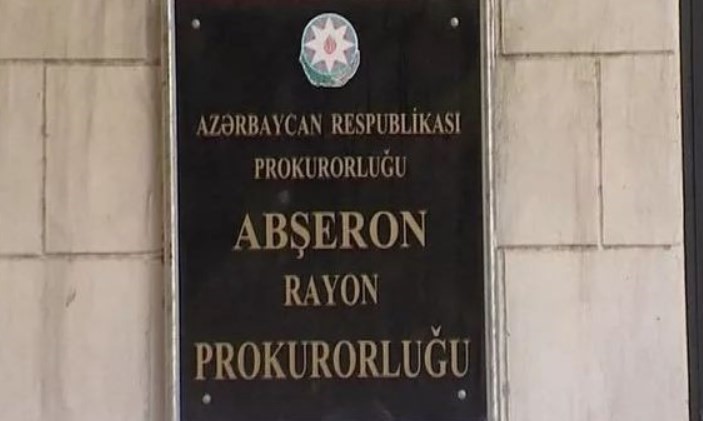 AZƏRBAYCAN RESPUBLİKASI
PROKURORLUĞU
ABŞERON
RAYON
PROKURORLUĞU